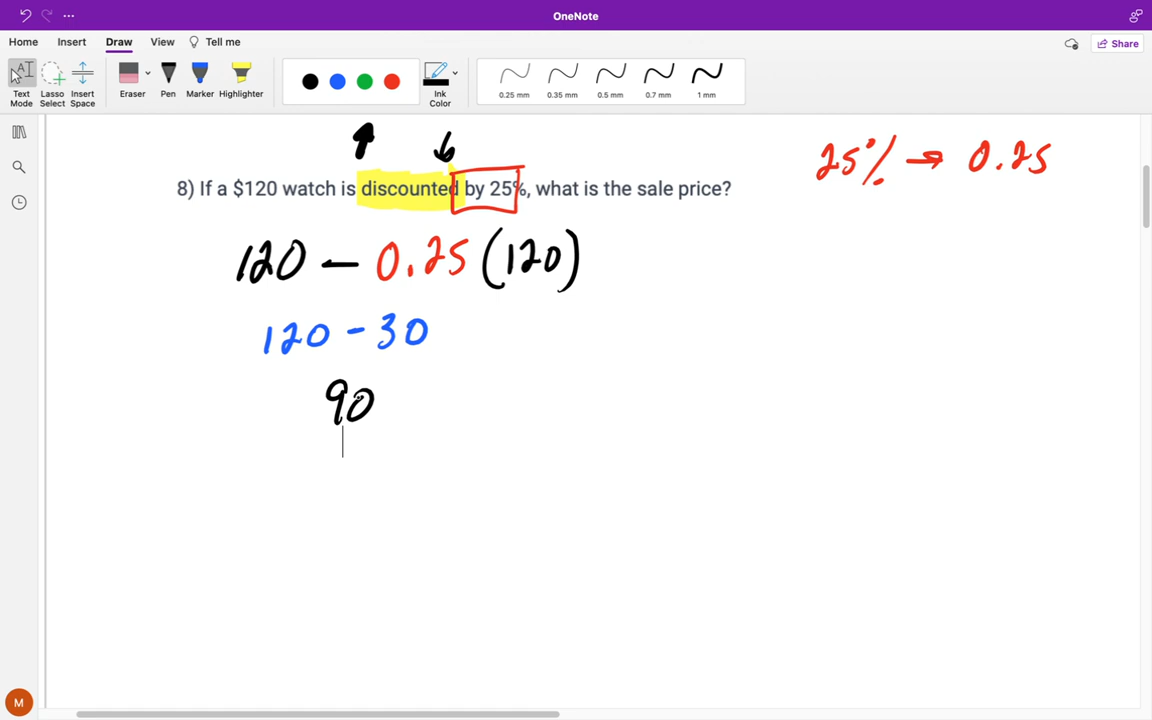 OneNote
Home Insert Draw View Tell me
Share
Text Mode
Lasso Select
Insert Space
Eraser
Pen
Marker
Highlighter
Ink Color
0.25 mm
0.35 mm
0.5 mm
0.7 mm
1 mm
25% → 0.25
8) If a $120 watch is discounted by 25%, what is the sale price?
120 − 0.25 (120)
120 - 30
90
M